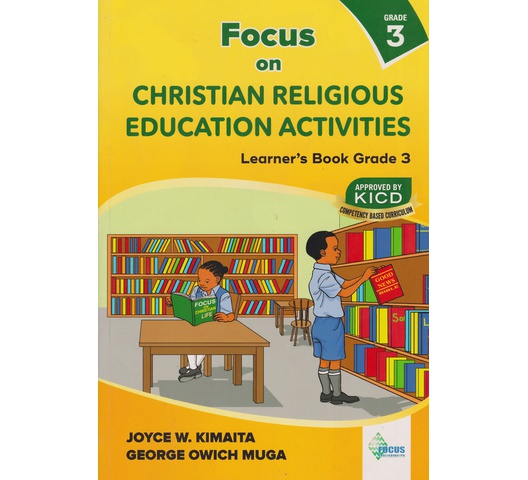 GRADE
3
Focus
on
CHRISTIAN RELIGIOUS
EDUCATION ACTIVITIES
Learner's Book Grade 3
APPROVED BY
KICD
COMPETENCY BASED CURRICULUM
GOOD
NEWS
FOCUS
LIFE
JOYCE W. KIMAITA
GEORGE OWICH MUGA
FOCUS